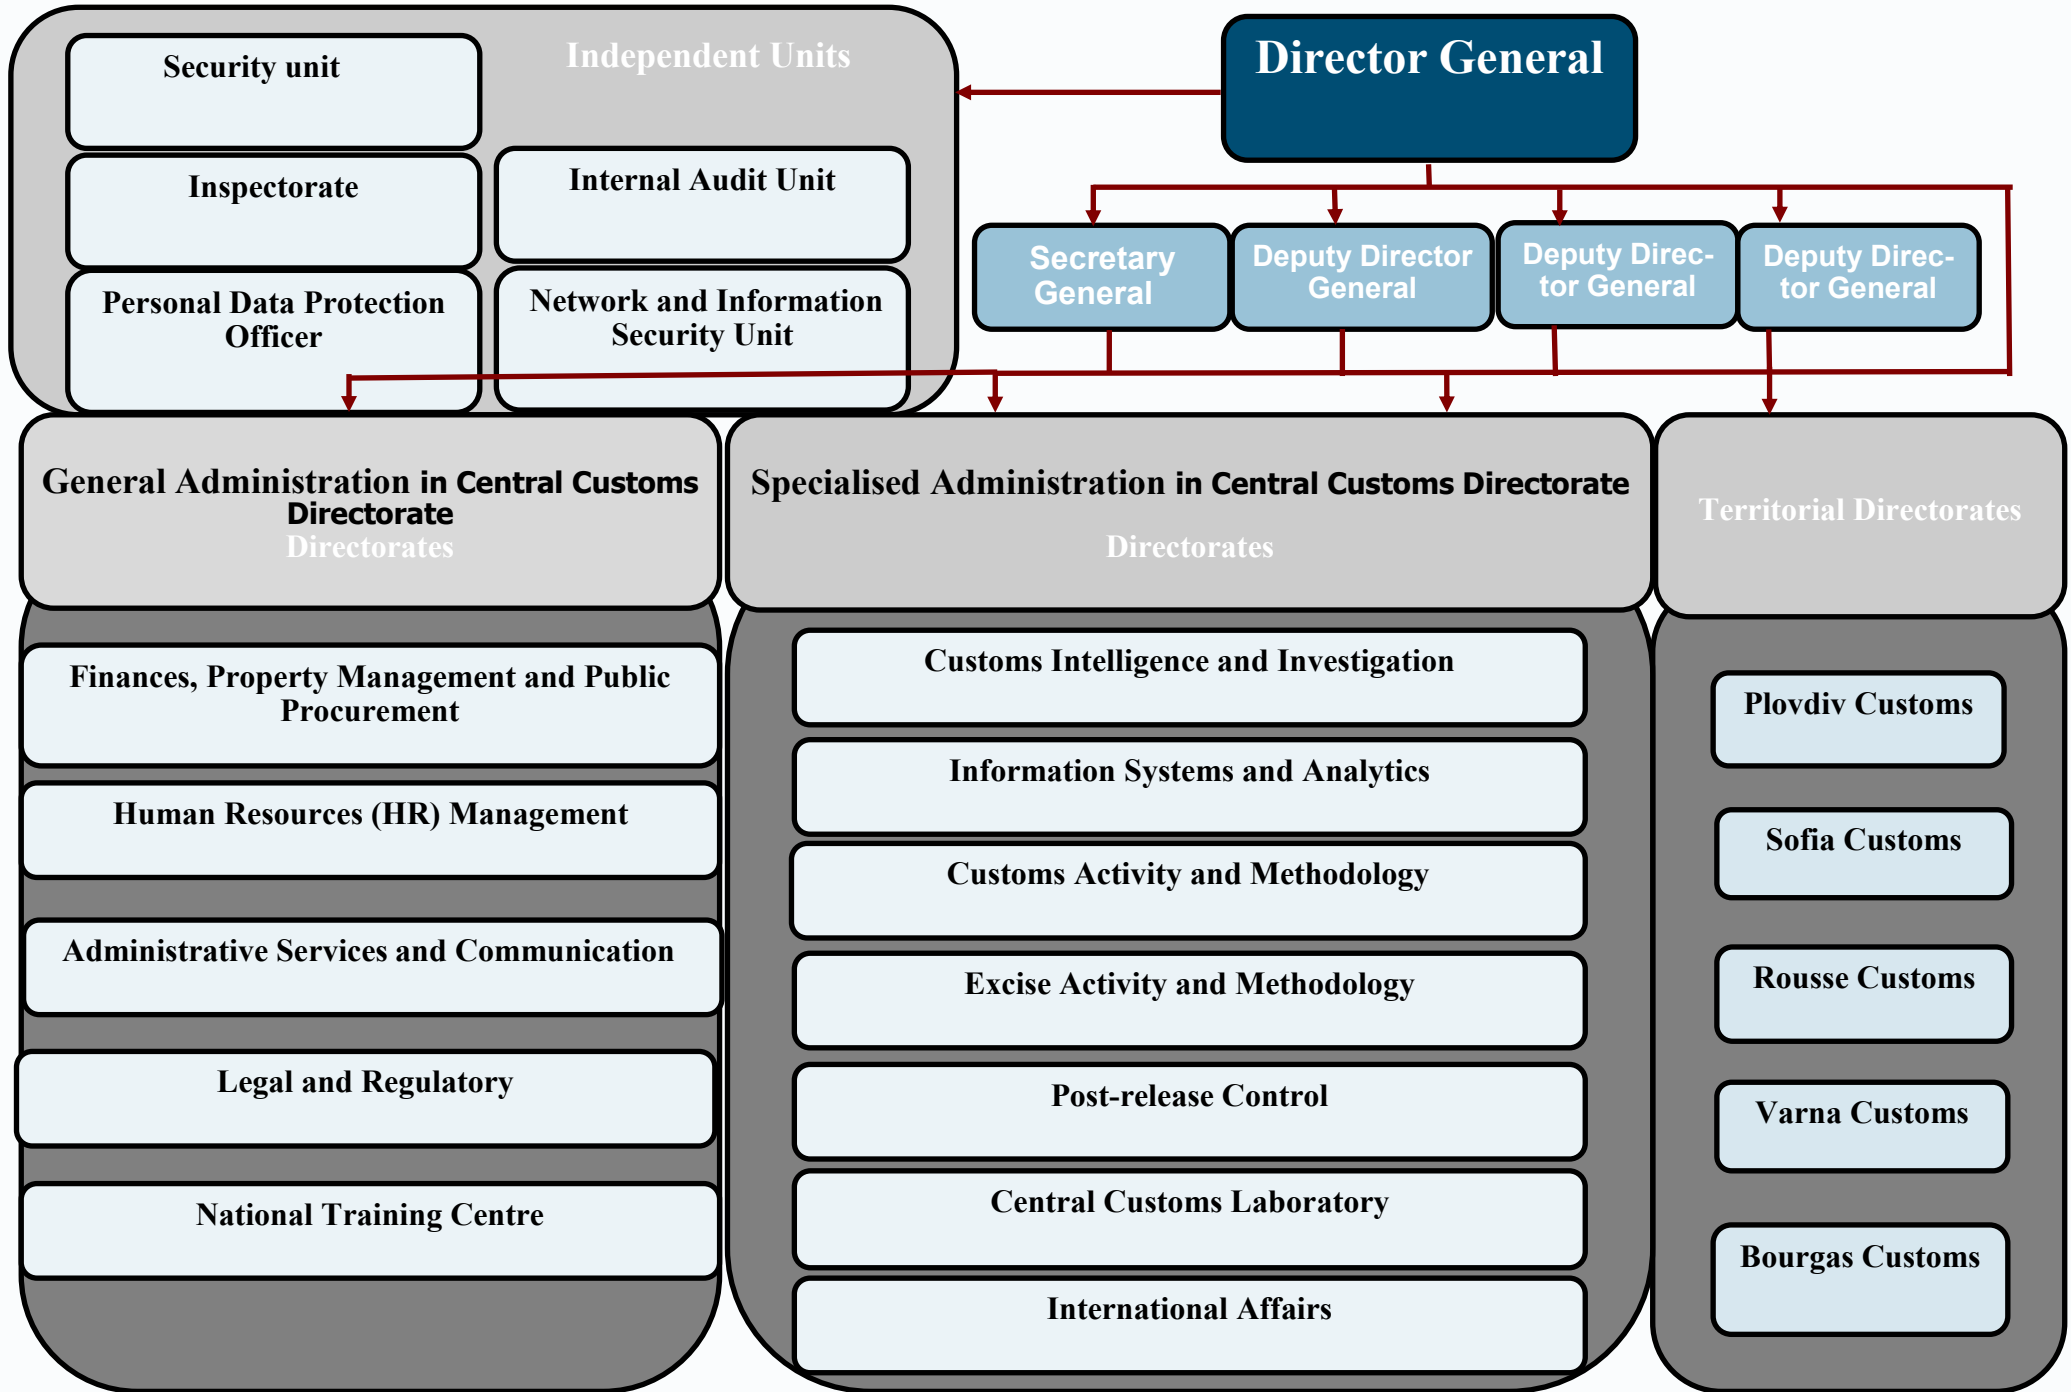 Independent Units
Security unit
Inspectorate
Personal Data Protection
Officer
Internal Audit Unit
Network and Information
Security Unit
Director General
Secretary
General
Deputy Director
General
Deputy Direc-
tor General
Deputy Direc-
tor General
General Administration in Central Customs
Directorate
Directorates
Finances, Property Management and Public
Procurement
Human Resources (HR) Management
Administrative Services and Communication
Legal and Regulatory
National Training Centre
Specialised Administration in Central Customs Directorate
Directorates
Customs Intelligence and Investigation
Information Systems and Analytics
Customs Activity and Methodology
Excise Activity and Methodology
Post-release Control
Central Customs Laboratory
International Affairs
Territorial Directorates
Plovdiv Customs
Sofia Customs
Rousse Customs
Varna Customs
Bourgas Customs